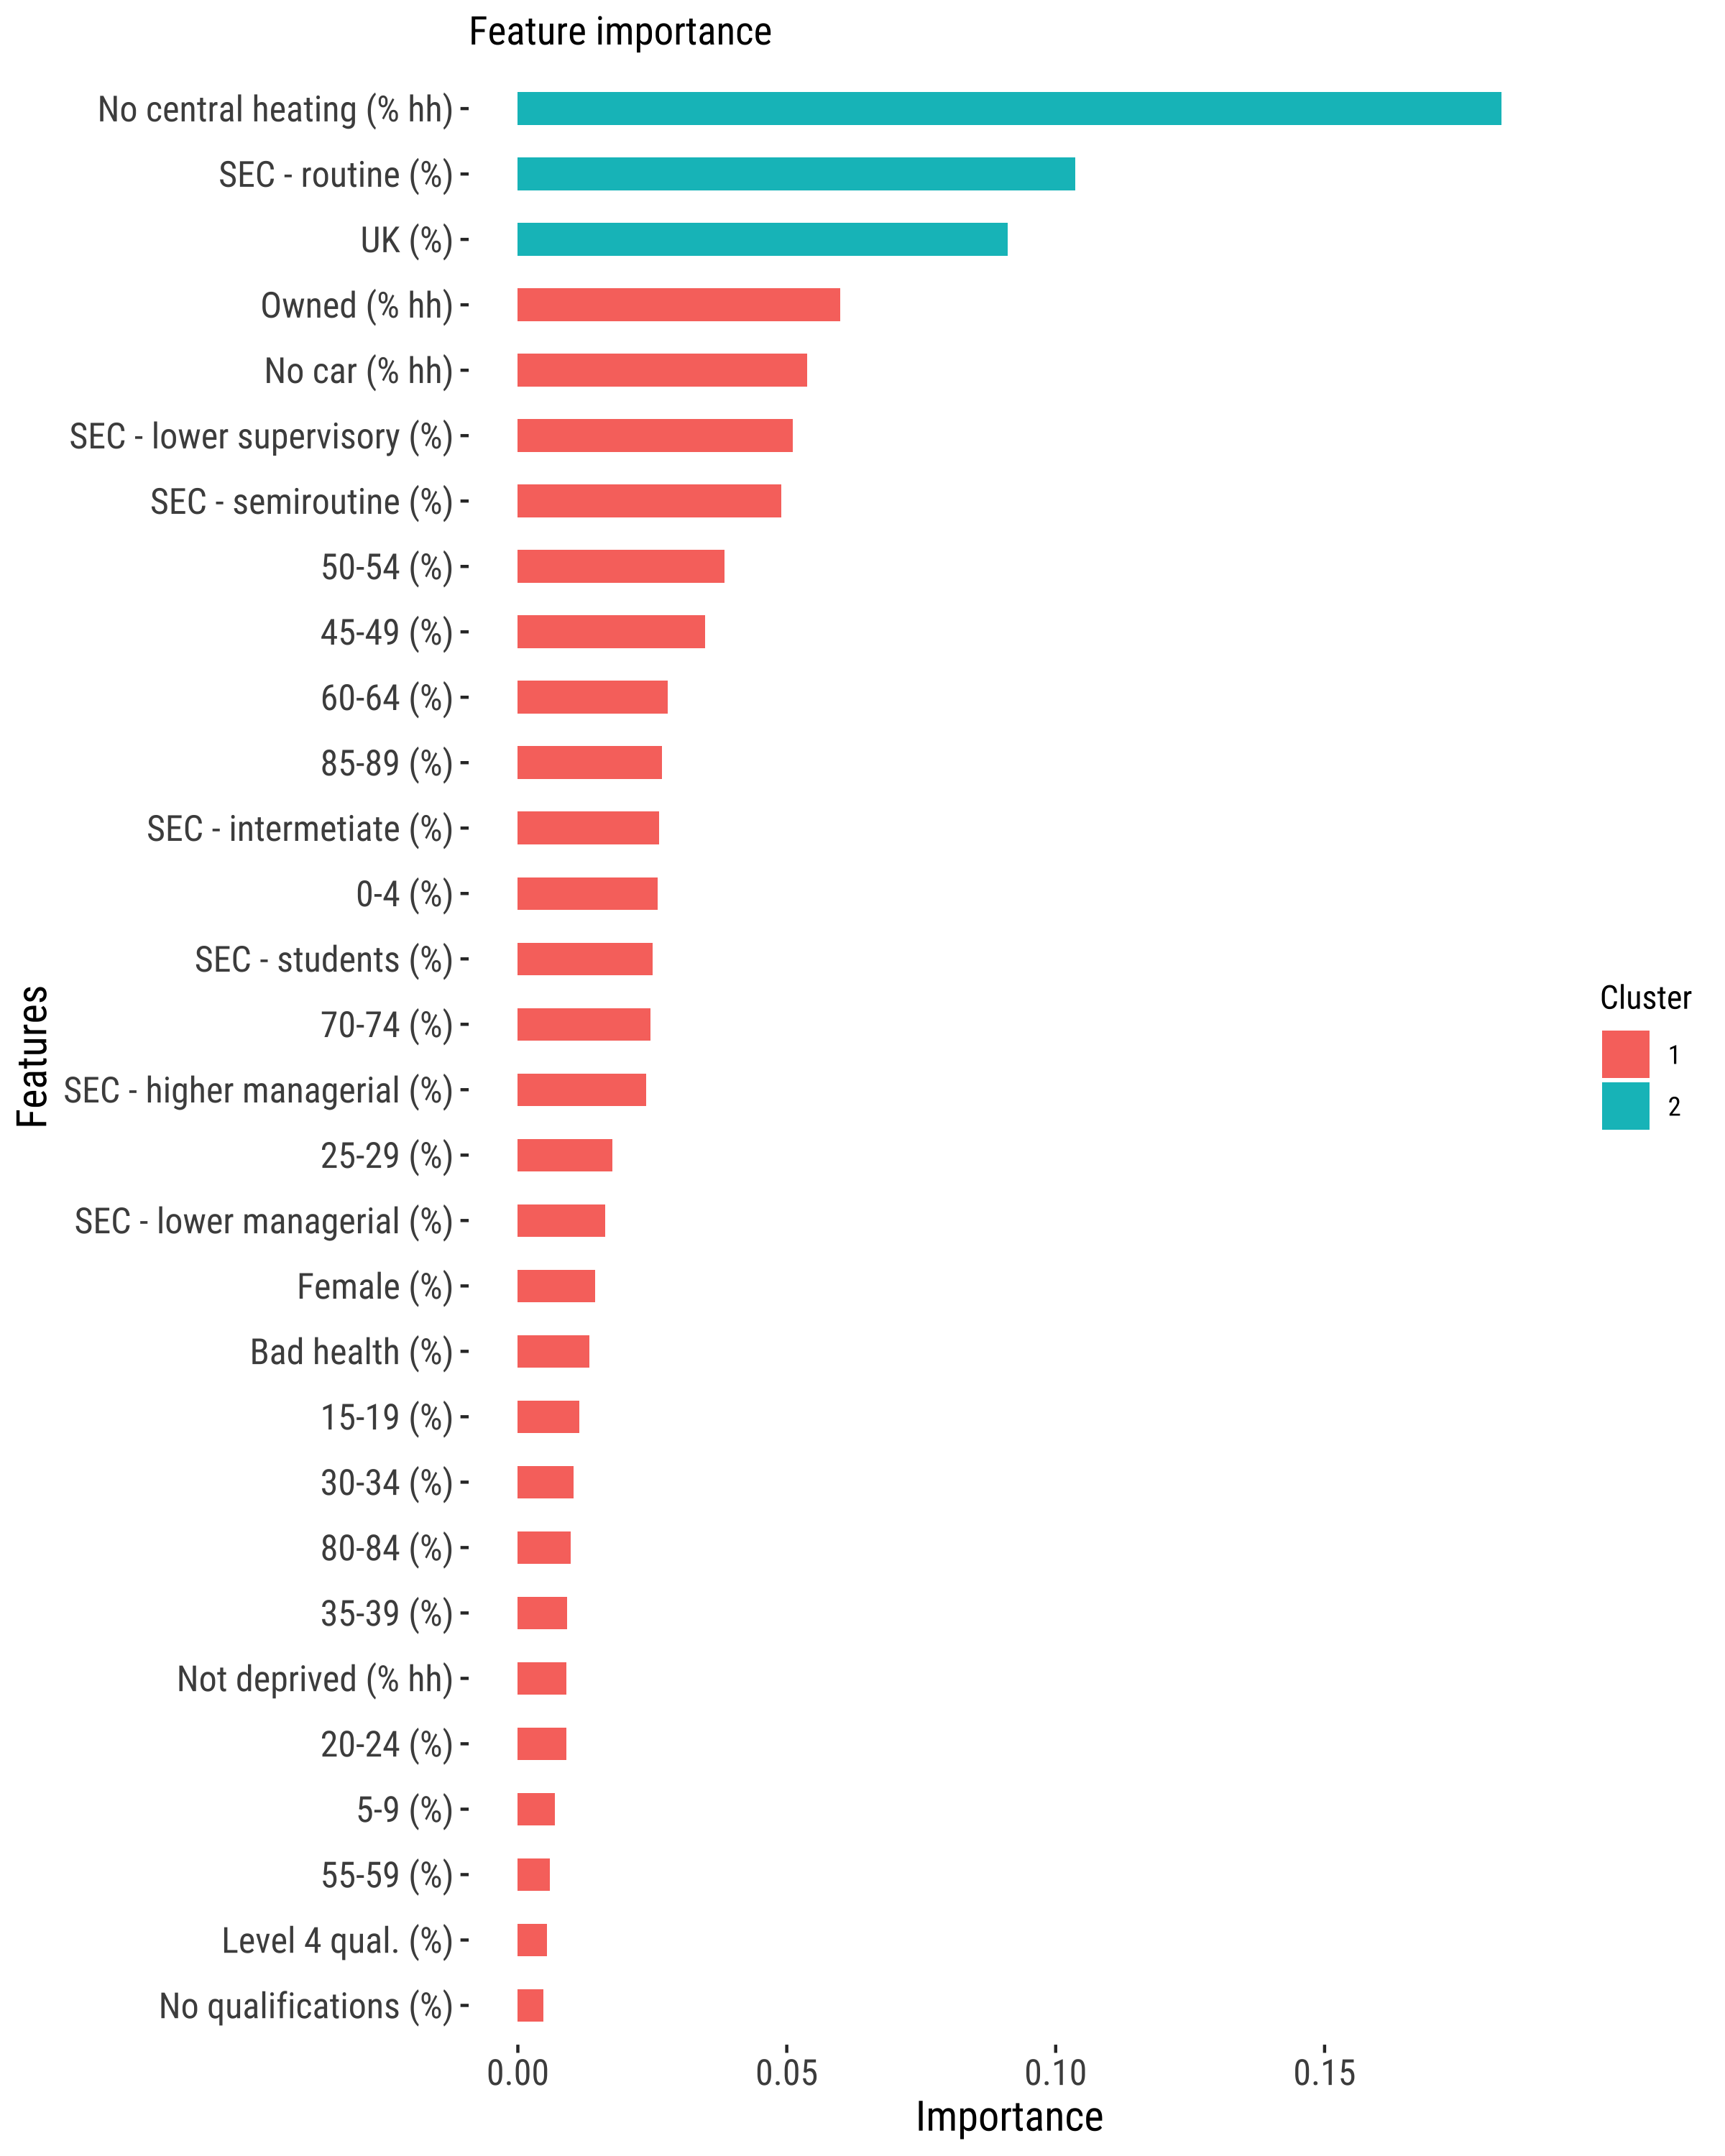 Feature importance
No central heating (% hh)
SEC - routine (%)
UK (%)
Owned (% hh)
No car (% hh)
SEC - lower supervisory (%)
SEC - semiroutine (%)
50-54 (%)
45-49 (%)
60-64 (%)
85-89 (%)
SEC - intermetiate (%)
0-4 (%)
SEC - students (%)
70-74 (%)
SEC - higher managerial (%)
25-29 (%)
SEC - lower managerial (%)
Female (%)
Bad health (%)
15-19 (%)
30-34 (%)
80-84 (%)
35-39 (%)
Not deprived (% hh)
20-24 (%)
5-9 (%)
55-59 (%)
Level 4 qual. (%)
No qualifications (%)
Features
0.00 0.05 0.10 0.15
Importance
Cluster
1
2